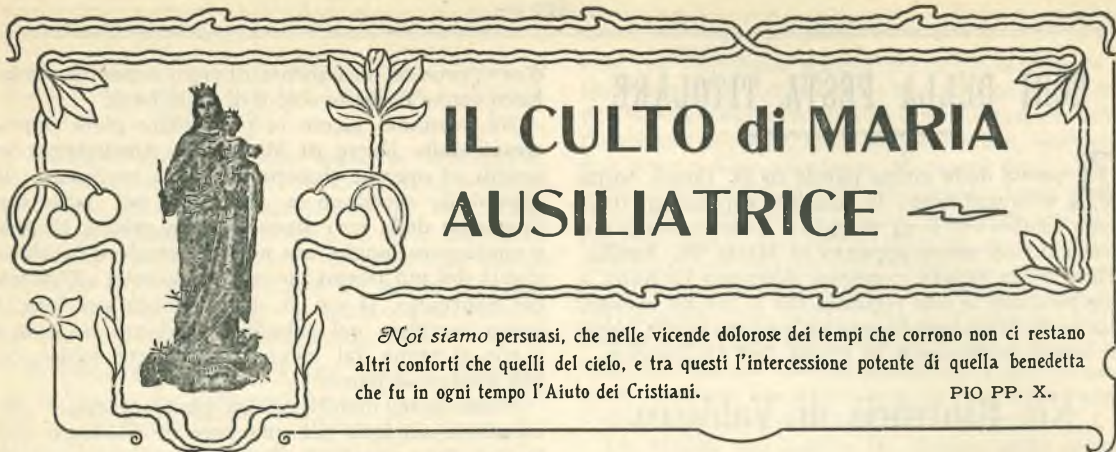 IL CULTO di MARIA
AUSILIATRICE
Noi siamo persuasi, che nelle vicende dolorose dei tempi che corrono non ci restano
altri conforti che quelli del cielo, e tra questi l'intercessione potente di quella benedetta
che fu in ogni tempo l'Aiuto dei Cristiani. PIO PP. X.